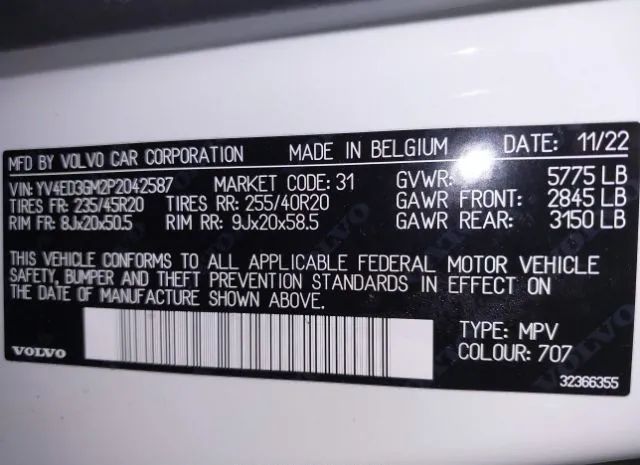 MFD BY VOLVO CAR CORPORATION MADE IN BELGIUM DATE: 11/22
VIN: YV4ED3GM2P2042587 MARKET CODE: 31 GVWR: 5775 LB
TIRES FR: 235/45R20 TIRES RR: 255/40R20 GAWR FRONT: 2845 LB
RIM FR: 8Jx20x50.5 RIM RR: 9Jx20x58.5 GAWR REAR: 3150 LB
THIS VEHICLE CONFORMS TO ALL APPLICABLE FEDERAL MOTOR VEHICLE
SAFETY, BUMPER AND THEFT PREVENTION STANDARDS IN EFFECT ON
THE DATE OF MANUFACTURE SHOWN ABOVE.
TYPE: MPV
COLOUR: 707
VOLVO
32366355